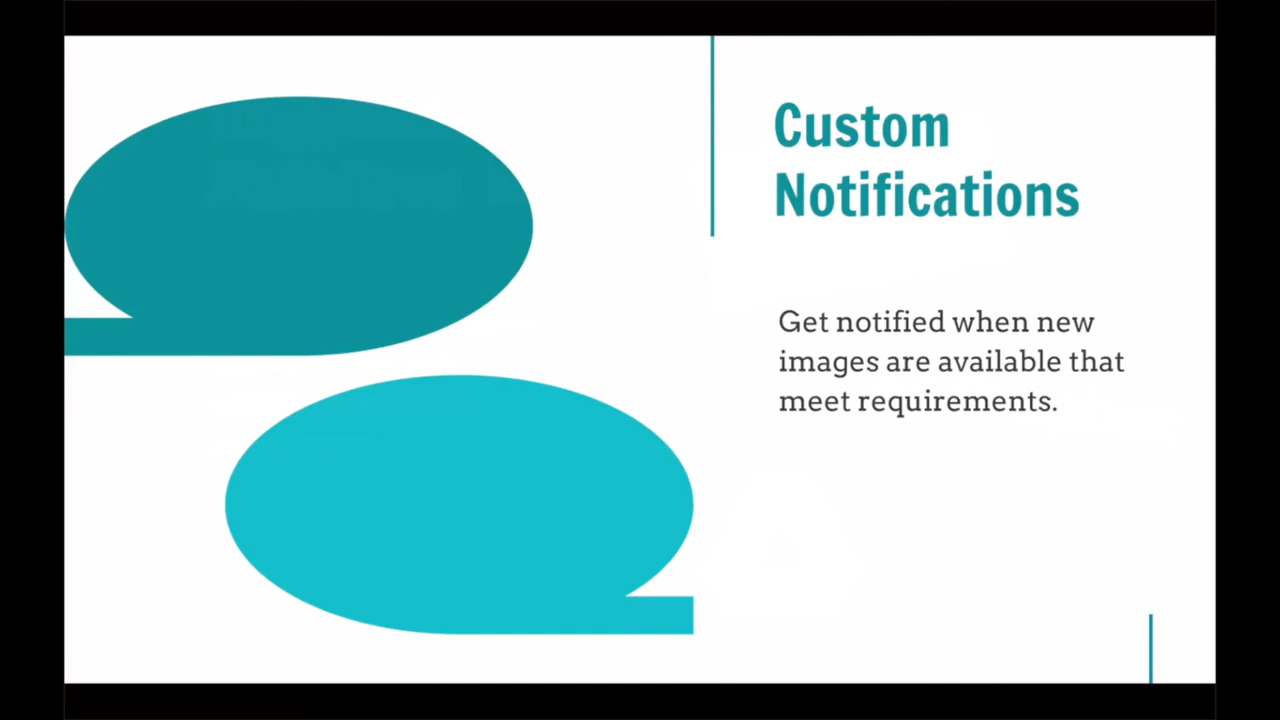 Custom
Notifications
Get notified when new
images are available that
meet requirements.